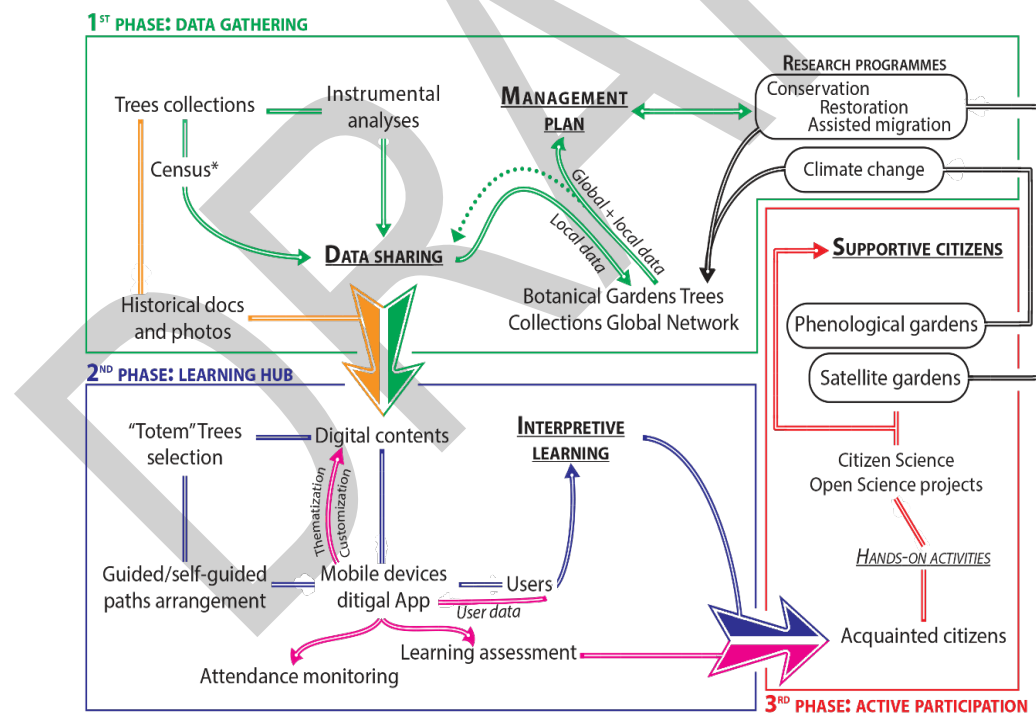 1ST PHASE: DATA GATHERING
RESEARCH PROGRAMMES
Trees collections
Instrumental
analyses
MANAGEMENT
PLAN
Conservation
Restoration
Assisted migration
Census*
Climate change
Global + local data
Local data
DATA SHARING
SUPPORTIVE CITIZENS
Historical docs
and photos
Botanical Gardens Trees
Collections Global Network
Phenological gardens
Satellite gardens
2ND PHASE: LEARNING HUB
"Totem" Trees
selection
Digital contents
INTERPRETIVE
LEARNING
Thematization
Customization
Citizen Science
Open Science projects
HANDS-ON ACTIVITIES
Guided/self-guided
paths arrangement
Mobile devices
ditigal App
Users
User data
Acquainted citizens
Learning assessment
Attendance monitoring
3RD PHASE: ACTIVE PARTICIPATION